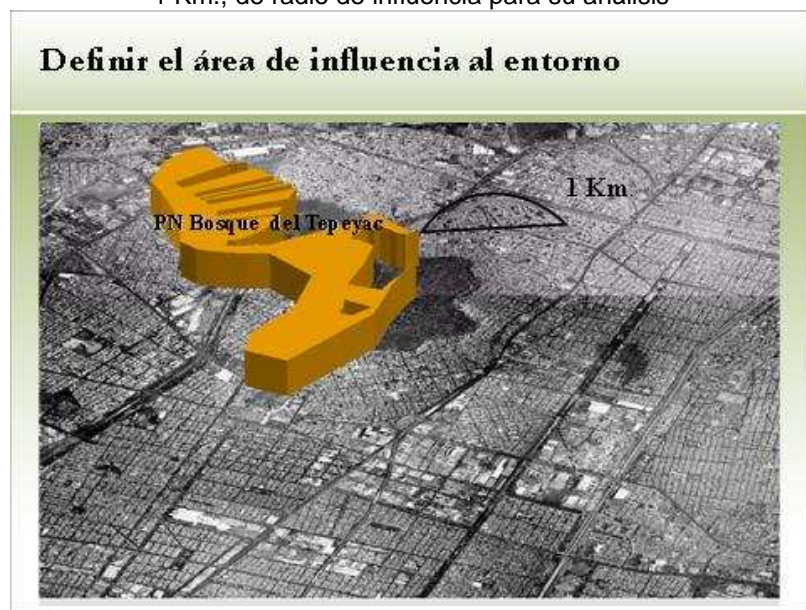 1 Km., de radio de influencia para su análisis
Definir el área de influencia al entorno
1 Km
PN Bosque del Tepeyac